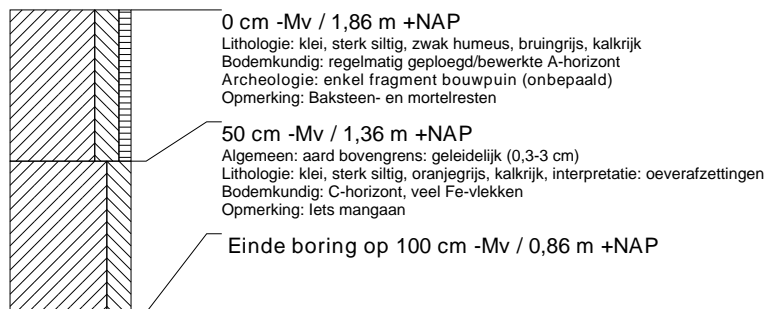 0 cm -Mv / 1,86 m +NAP
Lithologie: klei, sterk siltig, zwak humeus, bruingrijs, kalkrijk
Bodemkundig: regelmatig geploegd/bewerkte A-horizont
Archeologie: enkel fragment bouwpuin (onbepaald)
Opmerking: Baksteen- en mortelresten
50 cm -Mv / 1,36 m +NAP
Algemeen: aard bovengrens: geleidelijk (0,3-3 cm)
Lithologie: klei, sterk siltig, oranjegrijs, kalkrijk, interpretatie: oeverafzettingen
Bodemkundig: C-horizont, veel Fe-vlekken
Opmerking: Iets mangaan
Einde boring op 100 cm -Mv / 0,86 m +NAP